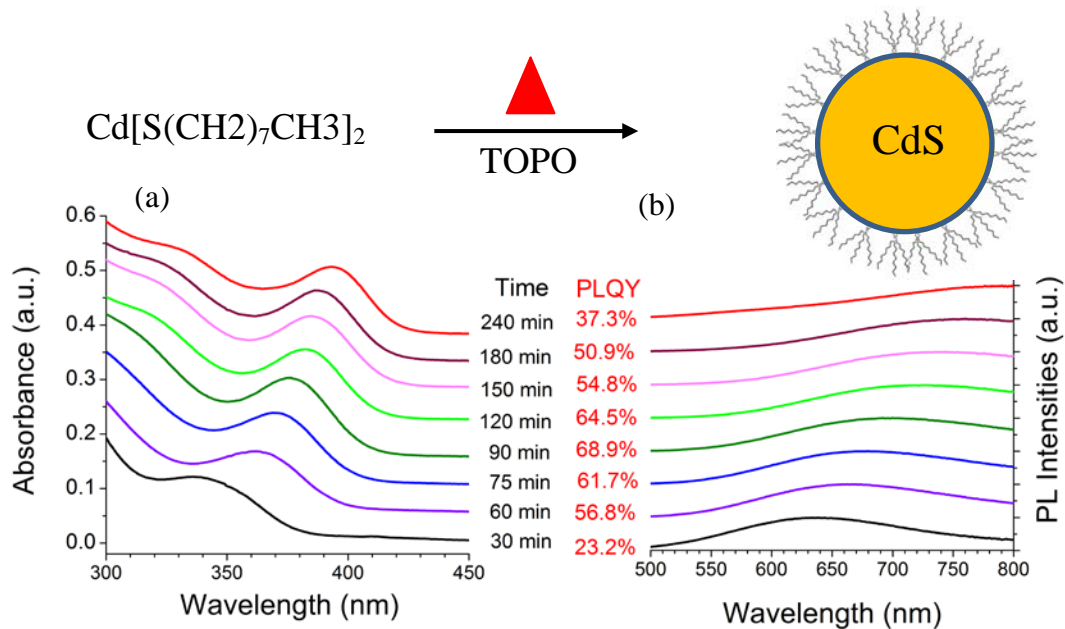 Cd[S(CH2)₇CH3]₂
TOPO
CdS
(a)
(b)
Absorbance (a.u.)
0.6
0.5
0.4
0.3
0.2
0.1
0.0
300
350
400
450
Wavelength (nm)
Time PLQY
240 min 37.3%
180 min 50.9%
150 min 54.8%
120 min 64.5%
90 min 68.9%
75 min 61.7%
60 min 56.8%
30 min 23.2%
500
550
600
650
700
750
800
Wavelength (nm)
PL Intensities (a.u.)